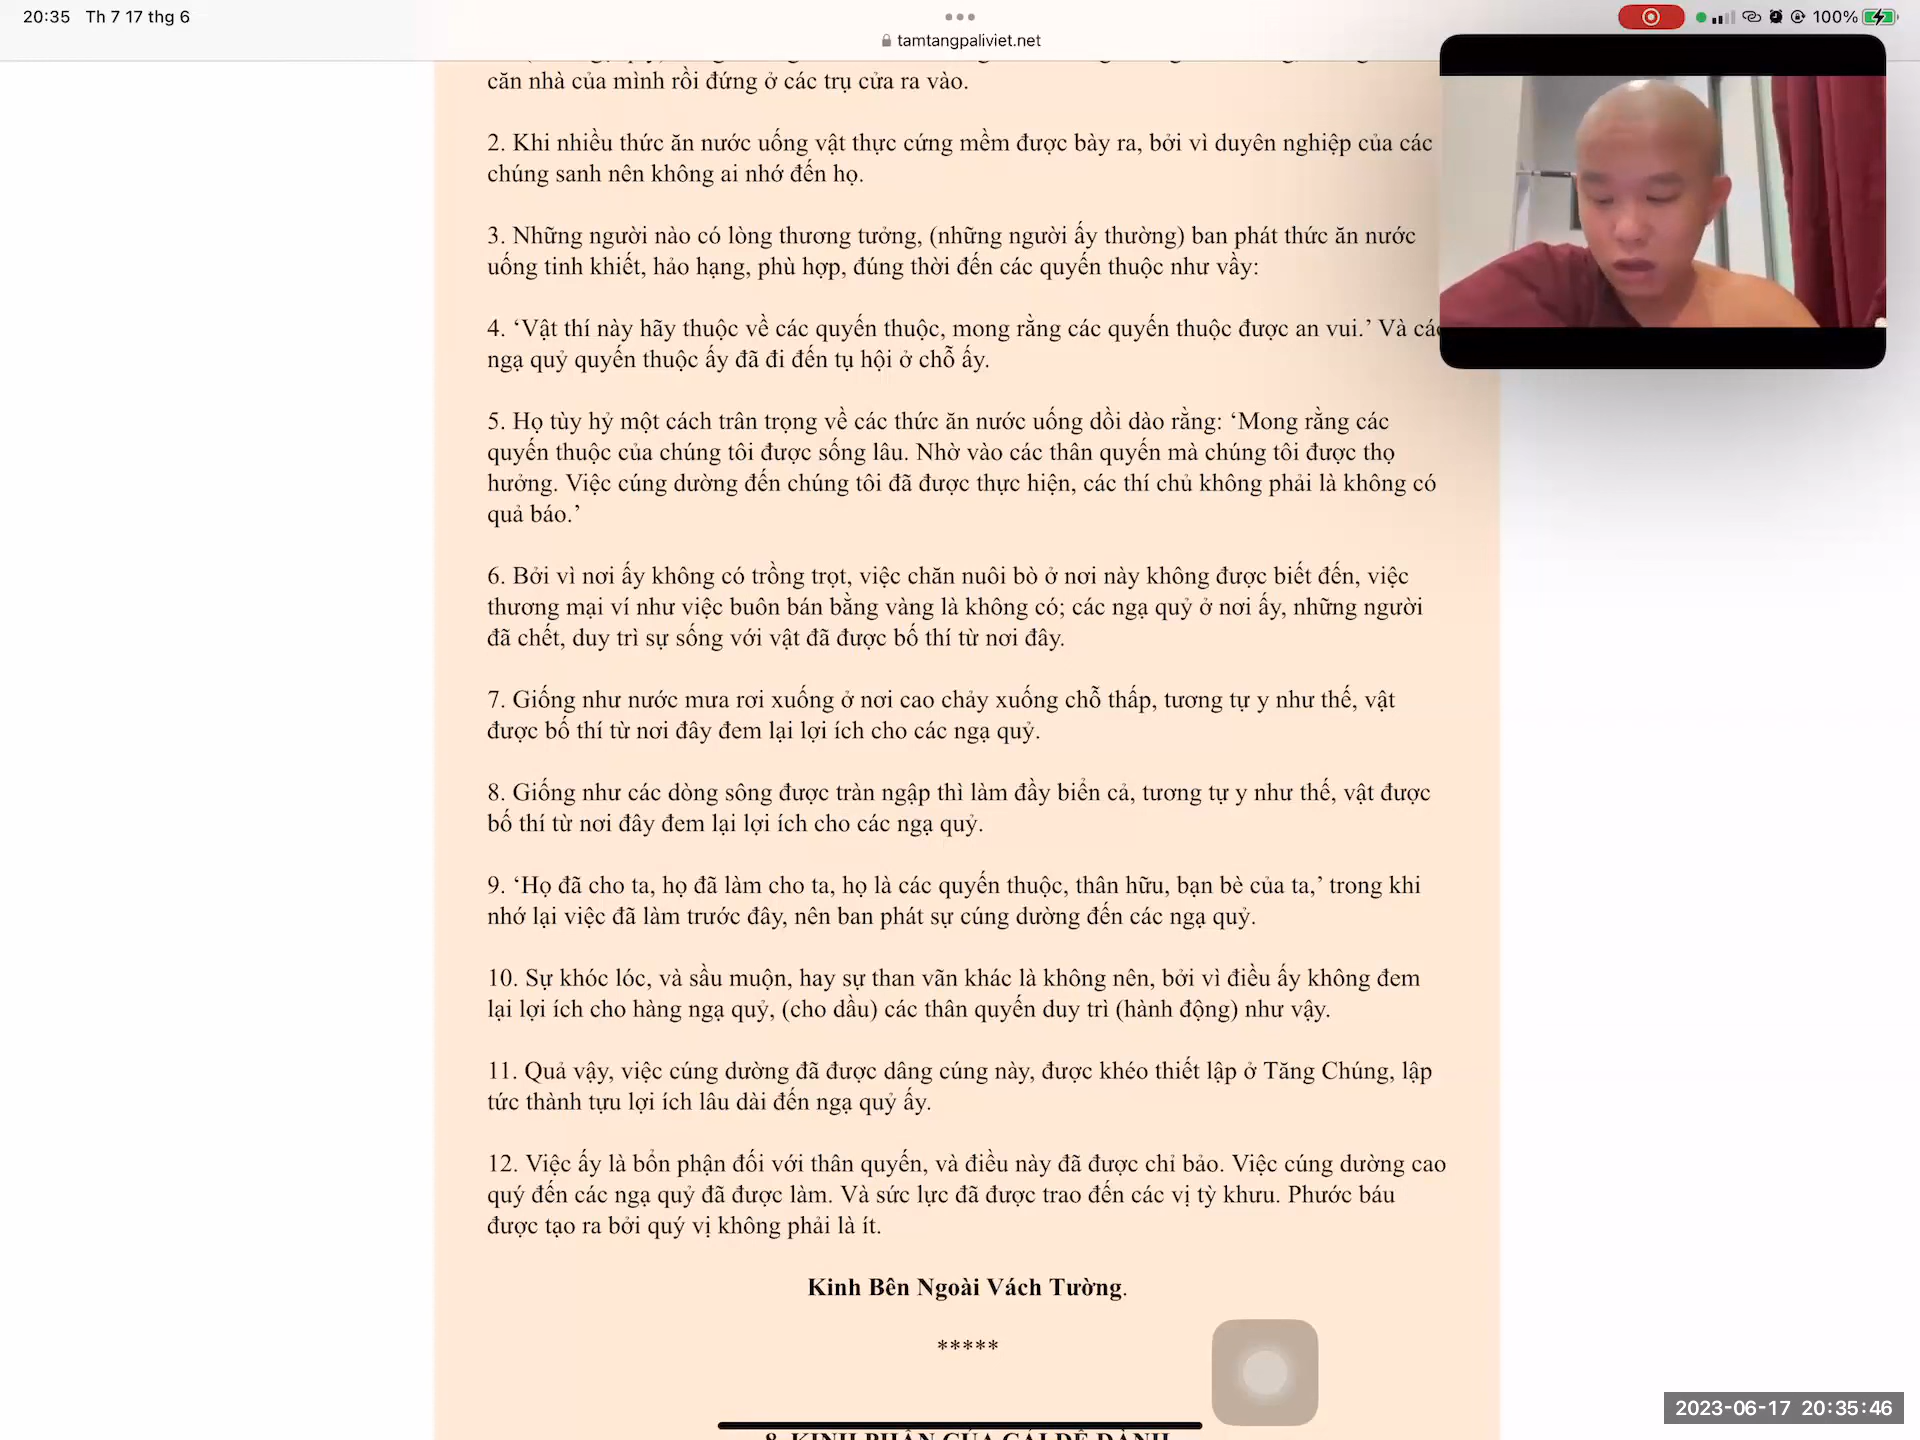 20:35 Th 7 17 thg 6
100%
tamtangpaliviet.net
căn nhà của mình rồi đứng ở các trụ cửa ra vào.
2. Khi nhiều thức ăn nước uống vật thực cứng mềm được bày ra, bởi vì duyên nghiệp của các
chúng sanh nên không ai nhớ đến họ.
3. Những người nào có lòng thương tưởng, (những người ấy thường) ban phát thức ăn nước
uống tinh khiết, hảo hạng, phù hợp, đúng thời đến các quyến thuộc như vầy:
4. ‘Vật thí này hãy thuộc về các quyến thuộc, mong rằng các quyến thuộc được an vui.’ Và các
ngạ quỷ quyến thuộc ấy đã đi đến tụ hội ở chỗ ấy.
5. Họ tùy hỷ một cách trân trọng về các thức ăn nước uống dồi dào rằng: ‘Mong rằng các
quyến thuộc của chúng tôi được sống lâu. Nhờ vào các thân quyến mà chúng tôi được thọ
hưởng. Việc cúng dường đến chúng tôi đã được thực hiện, các thí chủ không phải là không có
quả báo.’
6. Bởi vì nơi ấy không có trồng trọt, việc chăn nuôi bò ở nơi này không được biết đến, việc
thương mại ví như việc buôn bán bằng vàng là không có; các ngạ quỷ ở nơi ấy, những người
đã chết, duy trì sự sống với vật đã được bố thí từ nơi đây.
7. Giống như nước mưa rơi xuống ở nơi cao chảy xuống chỗ thấp, tương tự y như thế, vật
được bố thí từ nơi đây đem lại lợi ích cho các ngạ quỷ.
8. Giống như các dòng sông được tràn ngập thì làm đầy biển cả, tương tự y như thế, vật được
bố thí từ nơi đây đem lại lợi ích cho các ngạ quỷ.
9. ‘Họ đã cho ta, họ đã làm cho ta, họ là các quyến thuộc, thân hữu, bạn bè của ta,’ trong khi
nhớ lại việc đã làm trước đây, nên ban phát sự cúng dường đến các ngạ quỷ.
10. Sự khóc lóc, và sầu muộn, hay sự than vãn khác là không nên, bởi vì điều ấy không đem
lại lợi ích cho hàng ngạ quỷ, (cho dầu) các thân quyến duy trì (hành động) như vậy.
11. Quả vậy, việc cúng dường đã được dâng cúng này, được khéo thiết lập ở Tăng Chúng, lập
tức thành tựu lợi ích lâu dài đến ngạ quỷ ấy.
12. Việc ấy là bổn phận đối với thân quyến, và điều này đã được chỉ bảo. Việc cúng dường cao
quý đến các ngạ quỷ đã được làm. Và sức lực đã được trao đến các vị tỳ khưu. Phước báu
được tạo ra bởi quý vị không phải là ít.
Kinh Bên Ngoài Vách Tường.
*****
8. KINH PHẦN CỦA CẢI ĐỂ DÀNH
2023-06-17 20:35:46